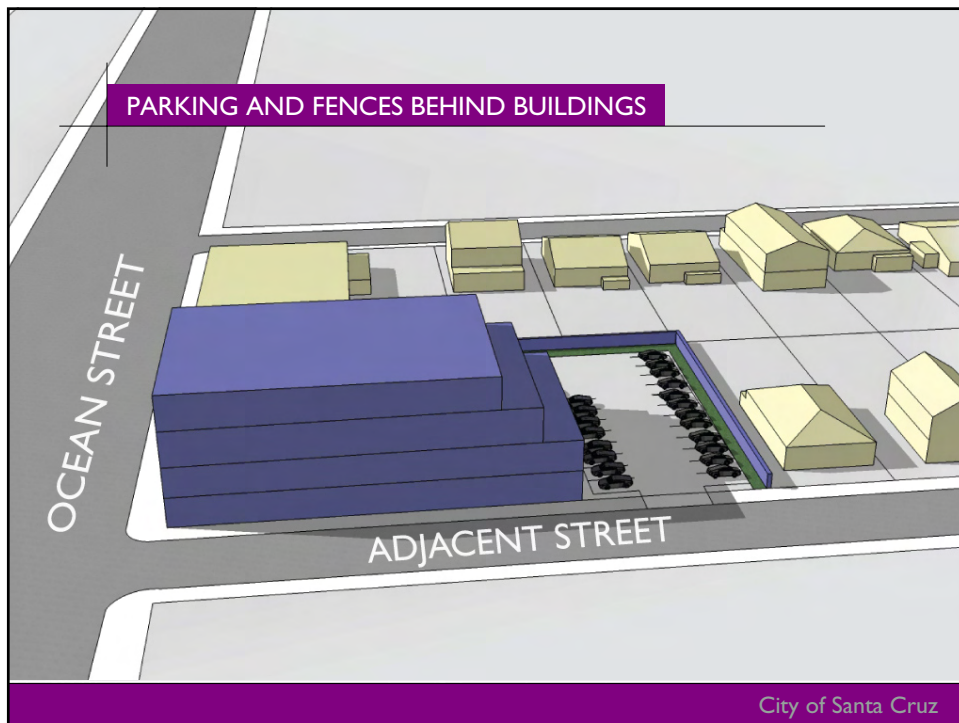 PARKING AND FENCES BEHIND BUILDINGS
OCEAN STREET
ADJACENT STREET
City of Santa Cruz